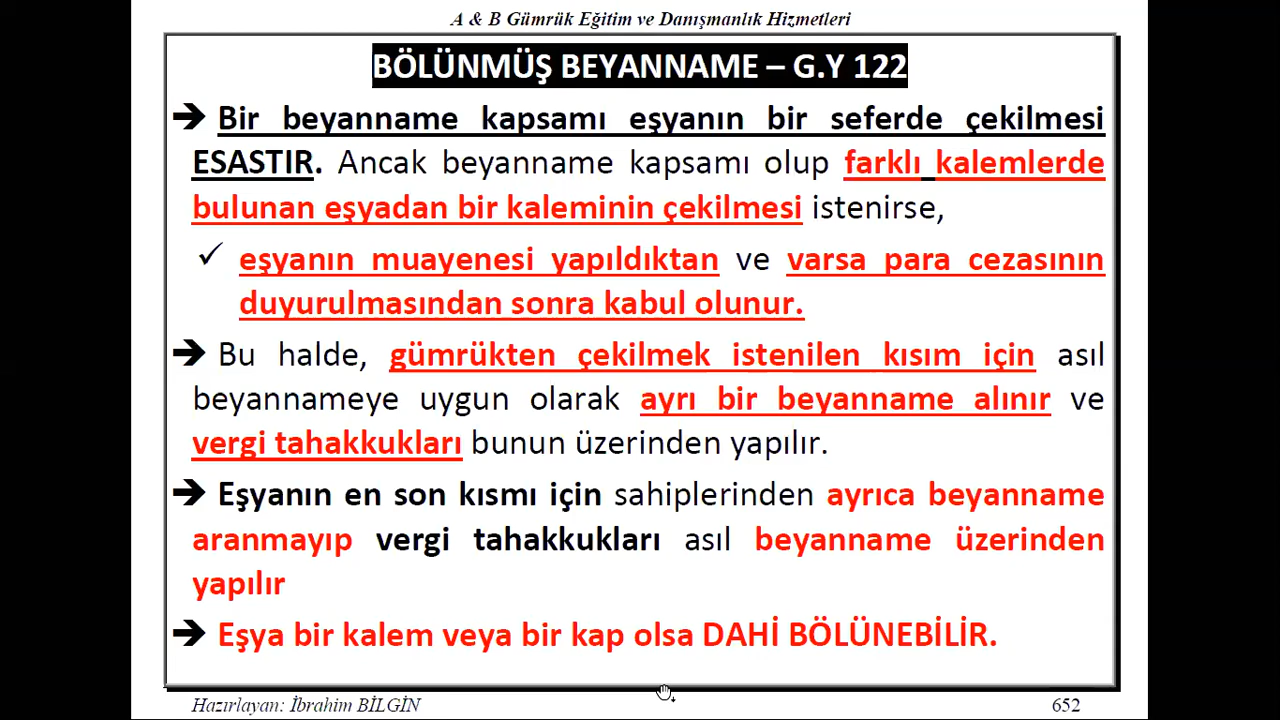 A & B Gümrük Eğitim ve Danışmanlık Hizmetleri
BÖLÜNMÜŞ BEYANNAME – G.Y 122
➔ Bir beyanname kapsamı eşyanın bir seferde çekilmesi
ESASTIR. Ancak beyanname kapsamı olup farklı kalemlerde
bulunan eşyadan bir kaleminin çekilmesi istenirse,
✓ eşyanın muayenesi yapıldıktan ve varsa para cezasının
duyurulmasından sonra kabul olunur.
➔ Bu halde, gümrükten çekilmek istenilen kısım için asıl
beyannameye uygun olarak ayrı bir beyanname alınır ve
vergi tahakkukları bunun üzerinden yapılır.
➔ Eşyanın en son kısmı için sahiplerinden ayrıca beyanname
aranmayıp vergi tahakkukları asıl beyanname üzerinden
yapılır
➔ Eşya bir kalem veya bir kap olsa DAHİ BÖLÜNEBİLİR.
Hazırlayan: İbrahim BİLGİN
652